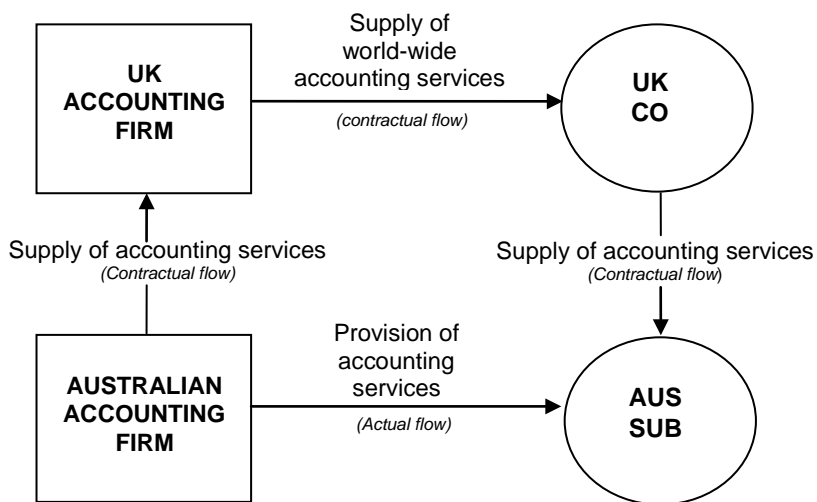 Supply of
world-wide
accounting services
(contractual flow)
UK
ACCOUNTING
FIRM
UK
CO
Supply of accounting services
(Contractual flow)
Supply of accounting services
(Contractual flow)
Provision of
accounting
services
(Actual flow)
AUSTRALIAN
ACCOUNTING
FIRM
AUS
SUB